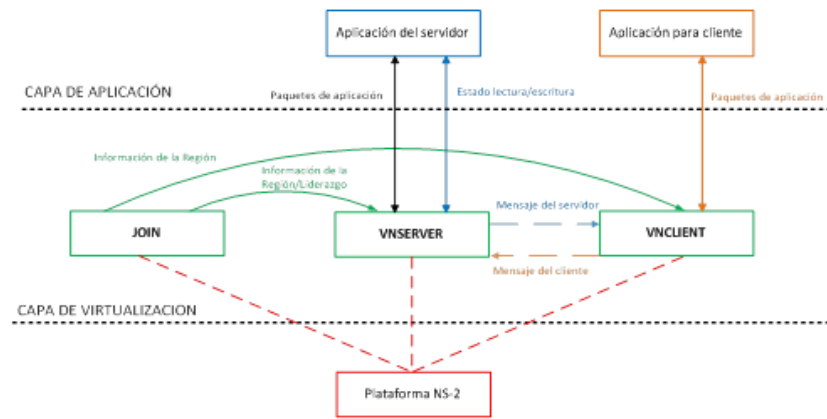 Aplicación del servidor
Aplicación para cliente
CAPA DE APLICACIÓN
Paquetes de aplicación
Estado lectura/escritura
Paquetes de aplicación
Información de la Región
Información de la
Región/Liderazgo
Mensaje del servidor
JOIN
VNSERVER
VNCLIENT
Mensaje del cliente
CAPA DE VIRTUALIZACION
Plataforma NS-2